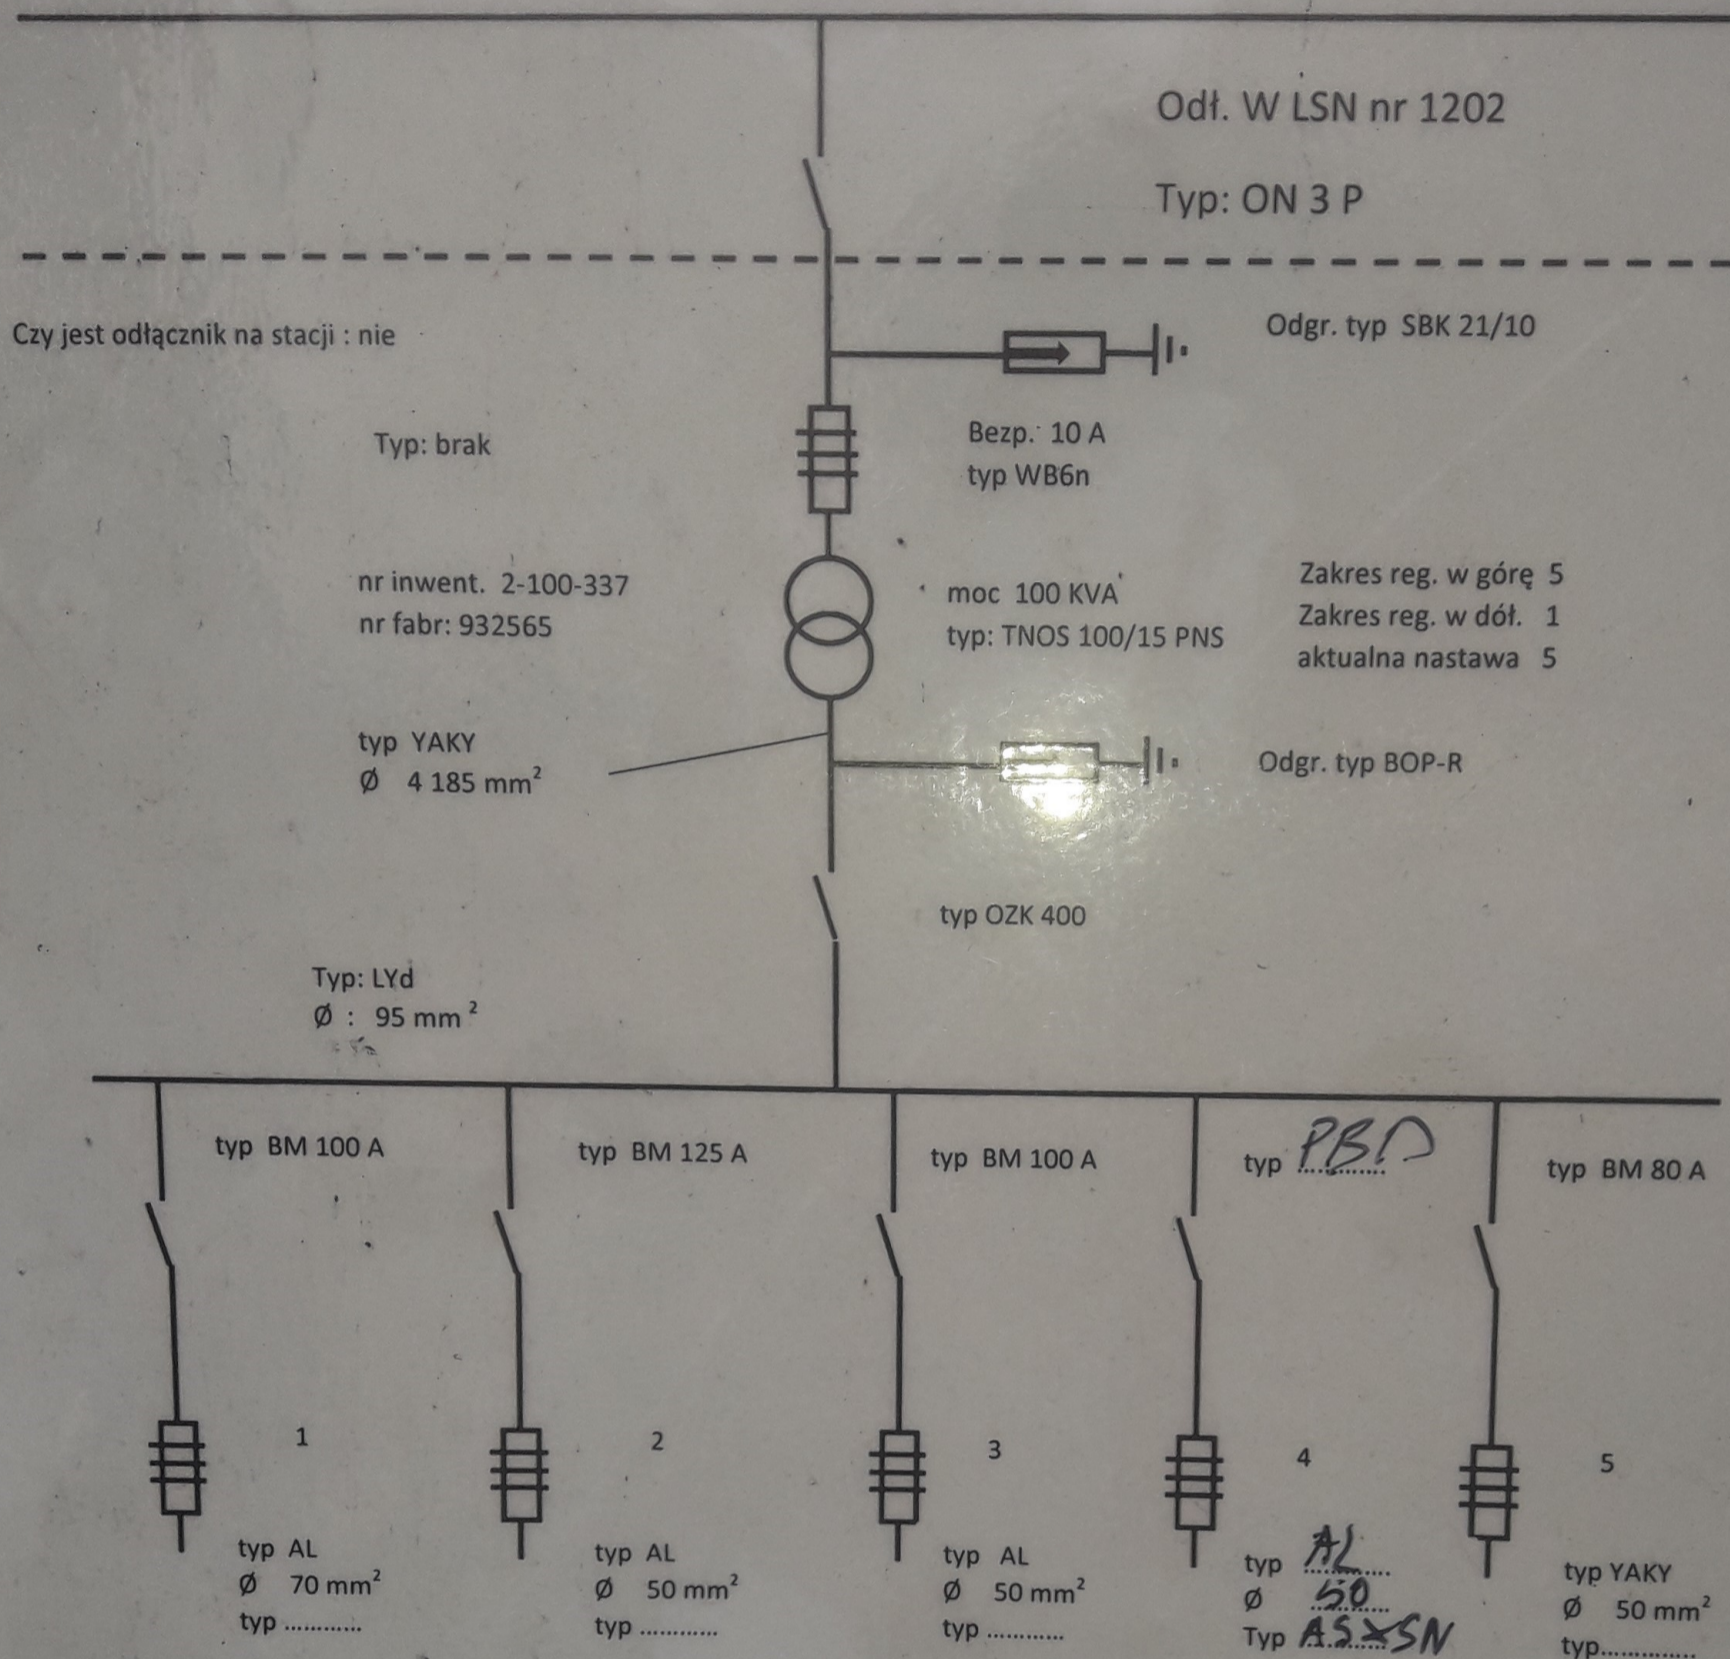 Odł. W LSN nr 1202
Typ: ON 3 P
Czy jest odłącznik na stacji : nie
Odgr. typ SBK 21/10
Typ: brak
Bezp. 10 A
typ WB6n
nr inwent. 2-100-337
nr fabr: 932565
moc 100 KVA
typ: TNOS 100/15 PNS
Zakres reg. w górę 5
Zakres reg. w dół. 1
aktualna nastawa 5
typ YAKY
Ø 4 185 mm²
Odgr. typ BOP-R
typ OZK 400
Typ: LYd
Ø : 95 mm²
typ BM 100 A
typ BM 125 A
typ BM 100 A
typ PBD
typ BM 80 A
1
2
3
4
5
typ AL
Ø 70 mm²
typ ............
typ AL
Ø 50 mm²
typ ............
typ AL
Ø 50 mm²
typ ............
typ AL
Ø 50
Typ ASXSN
typ YAKY
Ø 50 mm²
typ...............